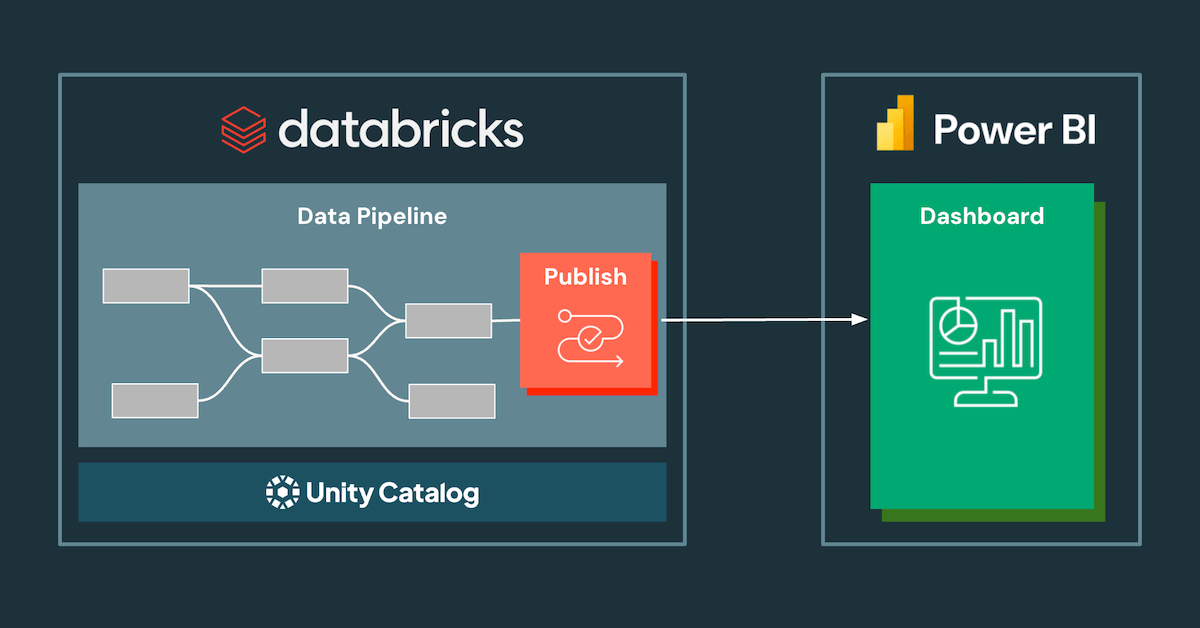 databricks
Data Pipeline
Publish
Unity Catalog
Power BI
Dashboard